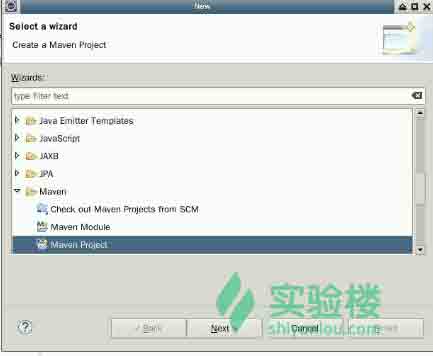 New
Select a wizard
Create a Maven Project
Wizards:
type filter text
Java Emitter Templates
JavaScript
JAXB
JPA
Maven
Check out Maven Projects from SCM
Maven Module
Maven Project
实验楼
shiyanlou.com
? < Back Next > Cancel Finish